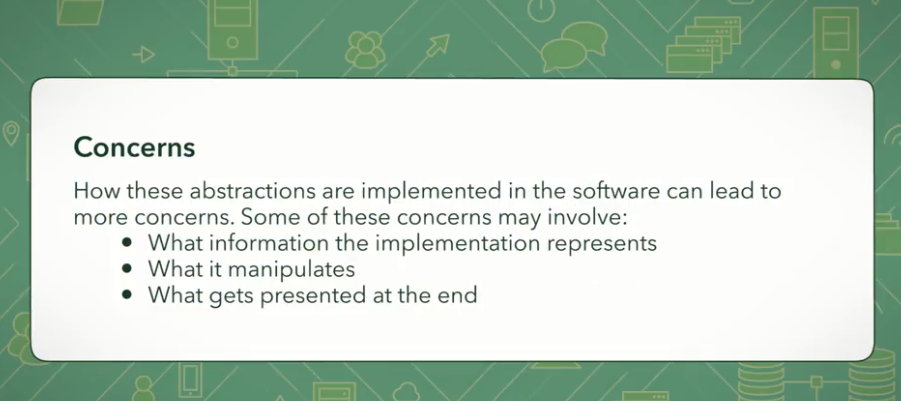 Concerns
How these abstractions are implemented in the software can lead to
more concerns. Some of these concerns may involve:
● What information the implementation represents
● What it manipulates
● What gets presented at the end